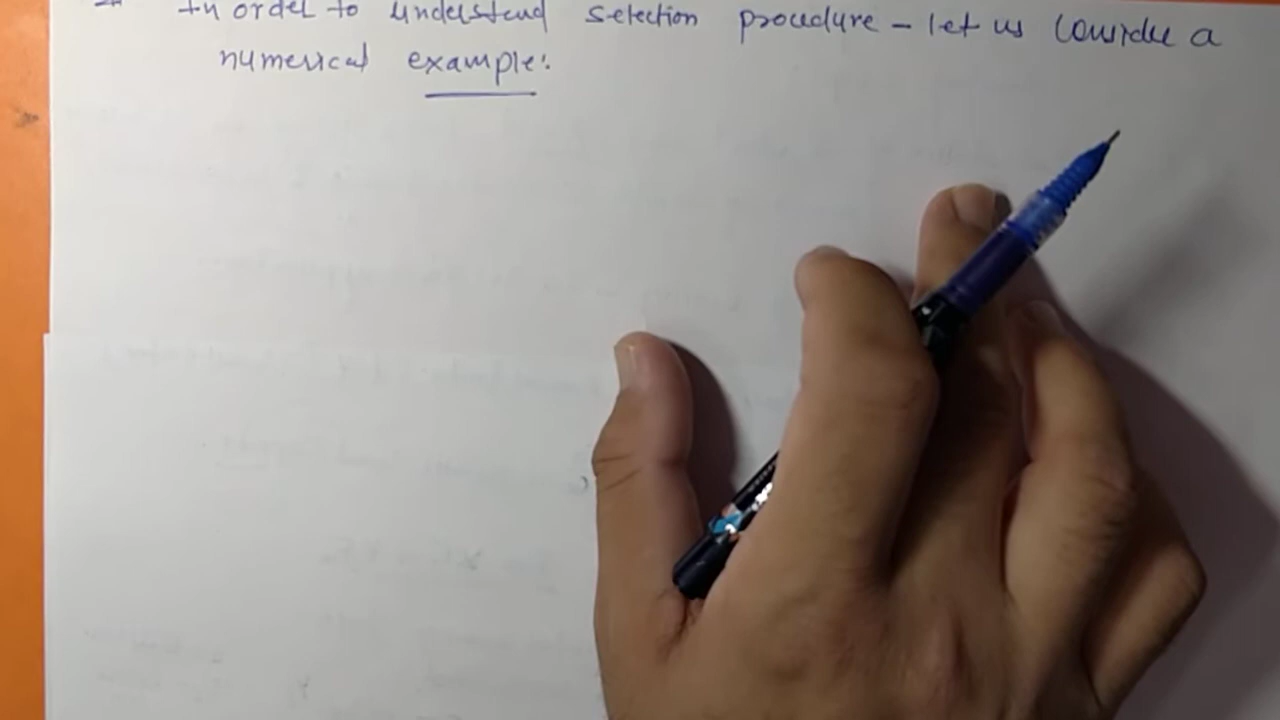 In order to understand selection procedure - let us consider a
numerical example: